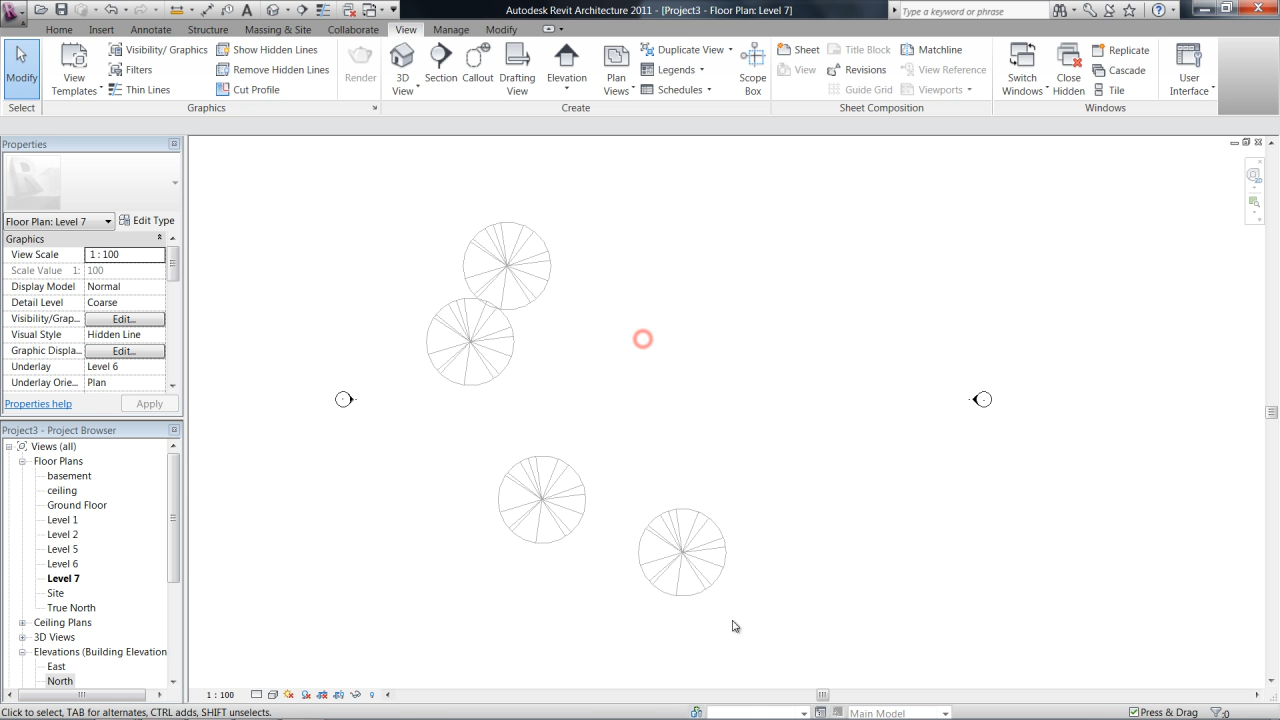 Autodesk Revit Architecture 2011 - [Project3 - Floor Plan: Level 7]
Type a keyword or phrase
Home Insert Annotate Structure Massing & Site Collaborate View Modify
Modify
View Templates
Visibility/ Graphics
Filters
Thin Lines
Show Hidden Lines
Remove Hidden Lines
Cut Profile
Render
3D View
Section
Callout
Drafting View
Elevation
Plan Views
Duplicate View
Legends
Schedules
Scope Box
Sheet
View
Title Block
Revisions
Guide Grid
Matchline
View Reference
Viewports
Switch Windows
Close Hidden
Replicate
Cascade
Tile
User Interface
Select Graphics Create Sheet Composition Windows
Properties
Floor Plan: Level 7 Edit Type
Graphics
View Scale 1 : 100
Scale Value 1: 100
Display Model Normal
Detail Level Coarse
Visibility/Grap... Edit...
Visual Style Hidden Line
Graphic Displa... Edit...
Underlay Level 6
Underlay Orie... Plan
Properties help Apply
Project3 - Project Browser
Views (all)
Floor Plans
basement
ceiling
Ground Floor
Level 1
Level 2
Level 5
Level 6
Level 7
Site
True North
Ceiling Plans
3D Views
Elevations (Building Elevation
East
North
1 : 100
Click to select, TAB for alternates, CTRL adds, SHIFT unselects.
Main Model
Press & Drag
:0